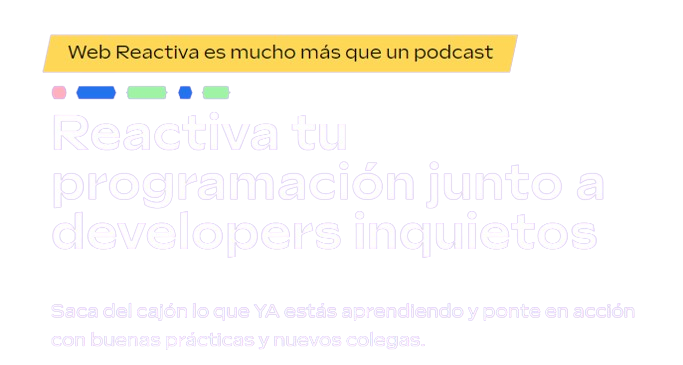 Web Reactiva es mucho más que un podcast
Reactiva tu
programación junto a
developers inquietos
Saca del cajón lo que YA estás aprendiendo y ponte en acción
con buenas prácticas y nuevos colegas.